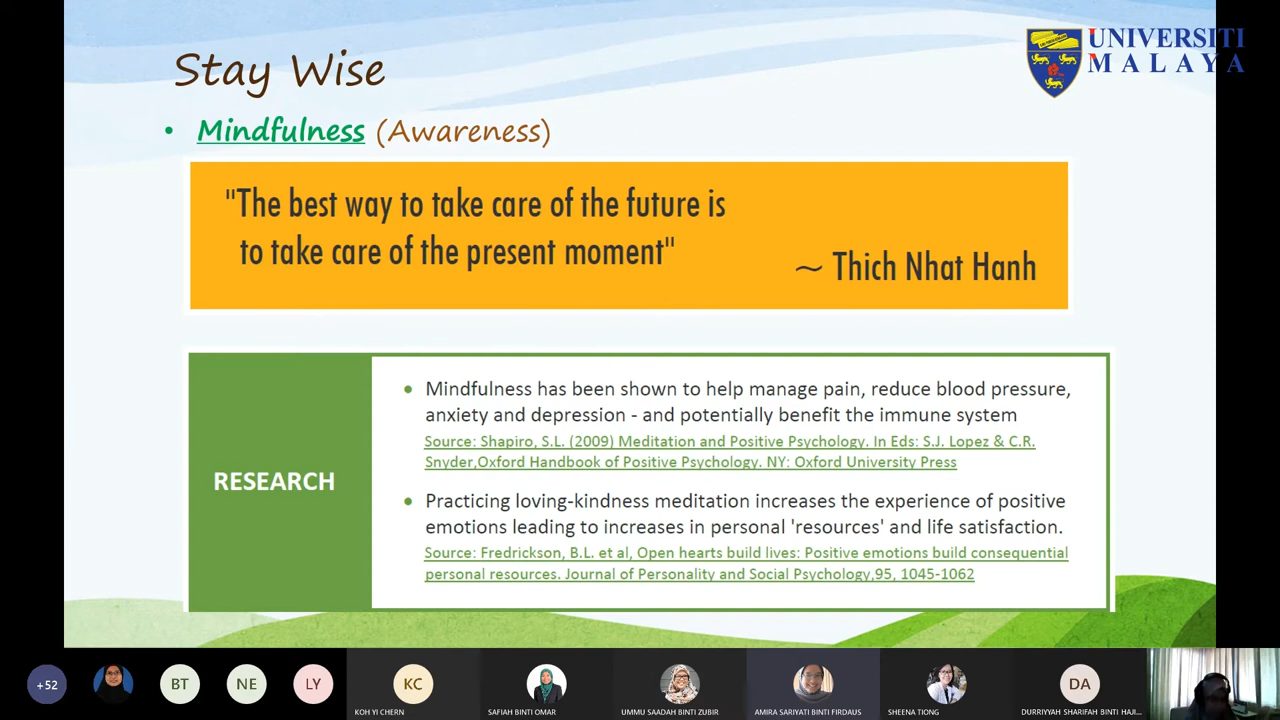 Stay Wise
UNIVERSITI
MALAYA
• Mindfulness (Awareness)
"The best way to take care of the future is
to take care of the present moment"
~ Thich Nhat Hanh
RESEARCH
• Mindfulness has been shown to help manage pain, reduce blood pressure,
anxiety and depression - and potentially benefit the immune system
Source: Shapiro, S.L. (2009) Meditation and Positive Psychology. In Eds: S.J. Lopez & C.R.
Snyder,Oxford Handbook of Positive Psychology. NY: Oxford University Press
• Practicing loving-kindness meditation increases the experience of positive
emotions leading to increases in personal 'resources' and life satisfaction.
Source: Fredrickson, B.L. et al, Open hearts build lives: Positive emotions build consequential
personal resources. Journal of Personality and Social Psychology,95, 1045-1062
+52
BT
NE
LY
KC
DA
KOH YI CHERN
SAFIAH BINTI OMAR
UMMU SAADAH BINTI ZUBIR
AMIRA SARIYATI BINTI FIRDAUS
SHEENA TIONG
DURRIYYAH SHARIFAH BINTI HAJI...